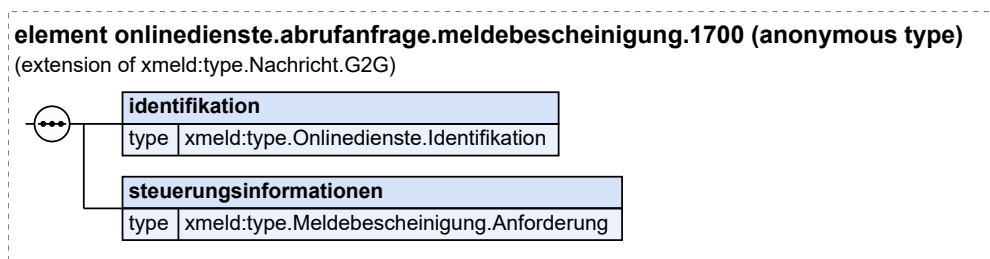 element onlinedienste.abrufanfrage.meldebescheinigung.1700 (anonymous type)
(extension of xmeld:type.Nachricht.G2G)
identifikation
type xmeld:type.Onlinedienste.Identifikation
steuerungsinformationen
type xmeld:type.Meldebescheinigung.Anforderung